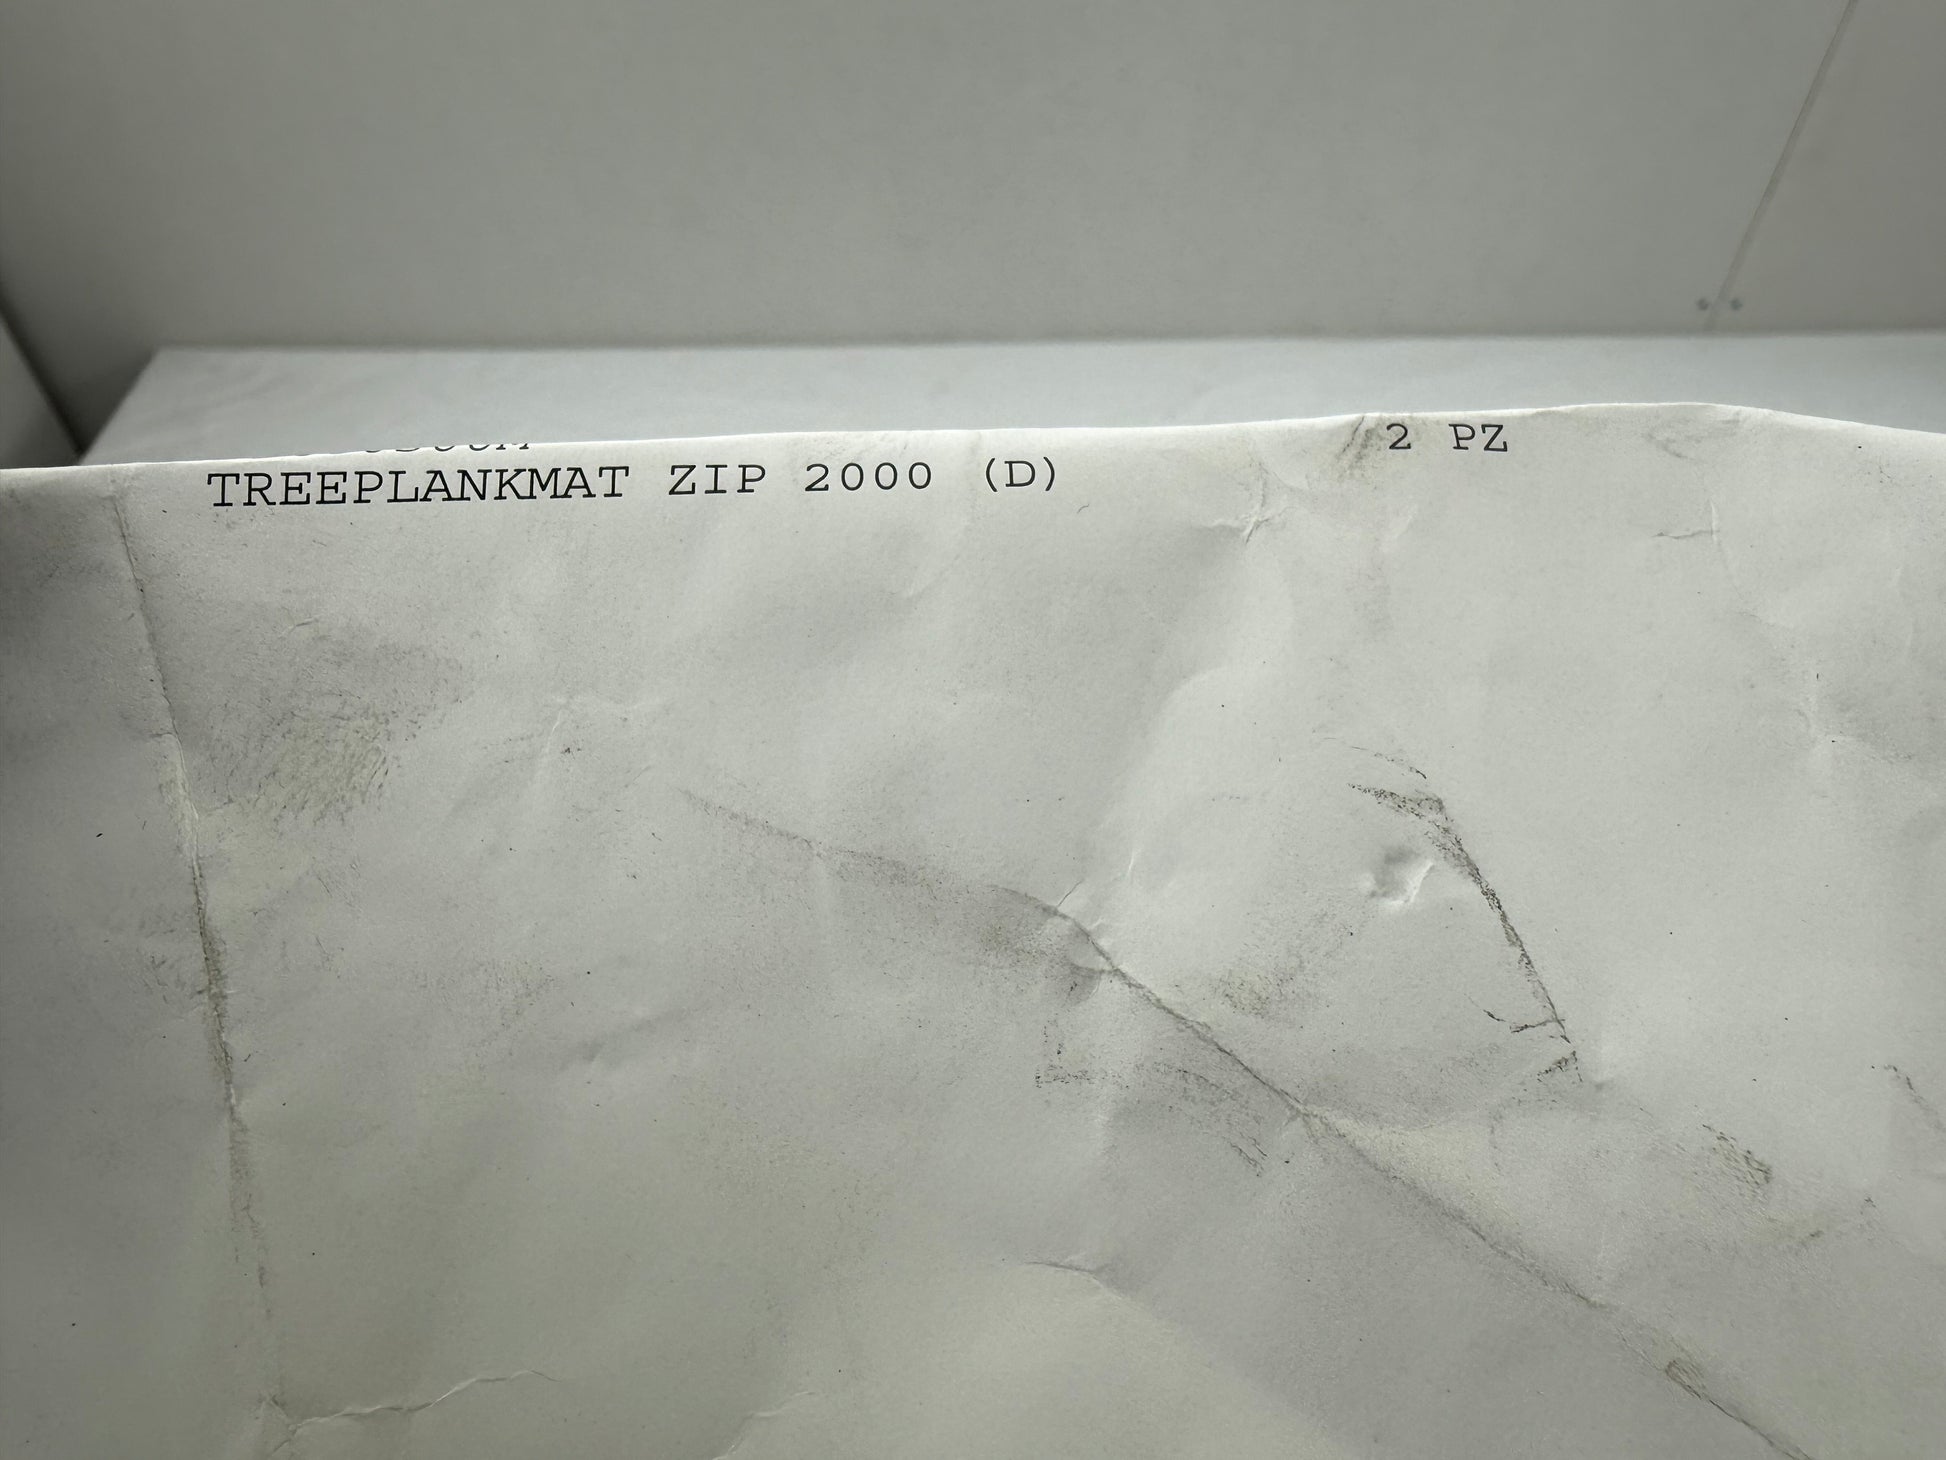 TREEPLANKMAT ZIP 2000 (D) 2 PZ